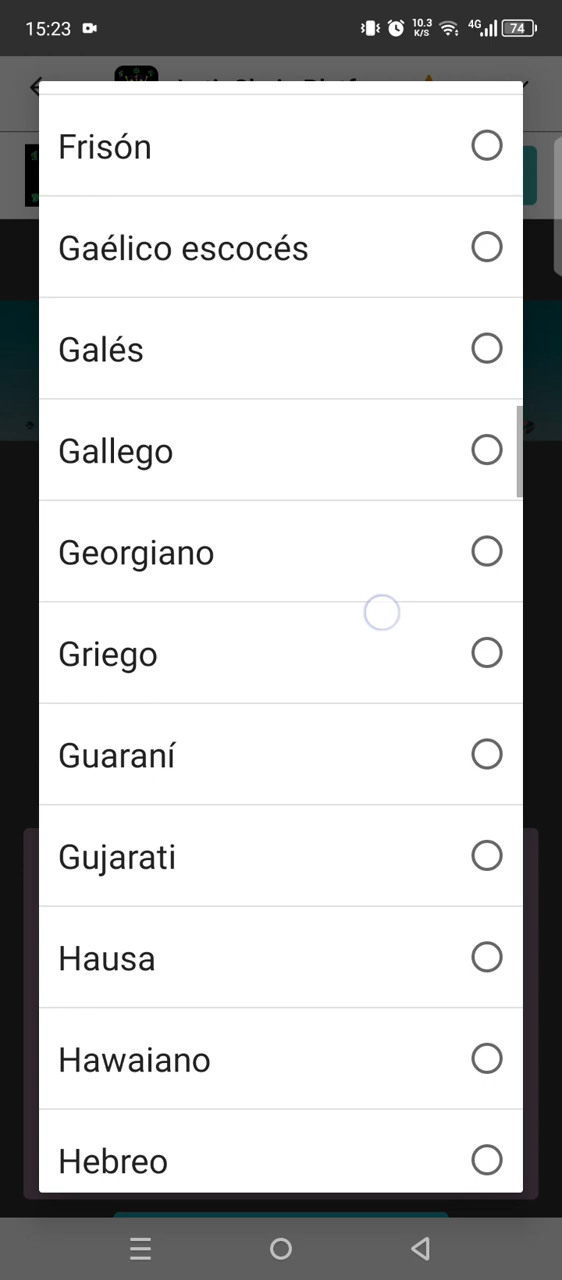 15:23
10.3
K/S
4G
74
Frisón
Gaélico escocés
Galés
Gallego
Georgiano
Griego
Guaraní
Gujarati
Hausa
Hawaiano
Hebreo